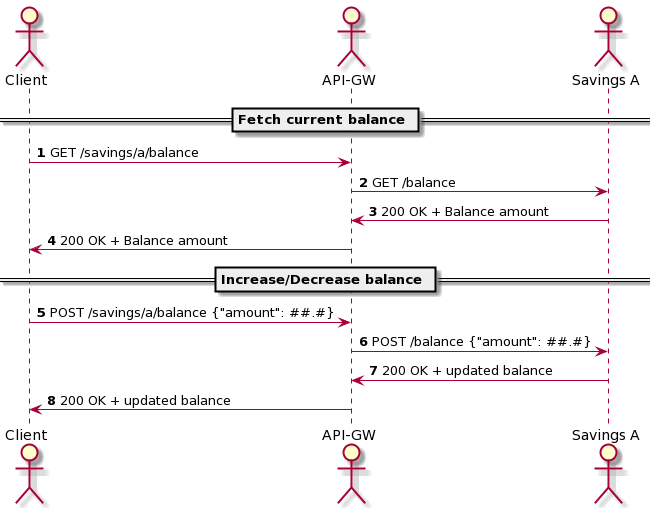 Client API-GW Savings A
Fetch current balance
1 GET /savings/a/balance
2 GET /balance
3 200 OK + Balance amount
4 200 OK + Balance amount
Increase/Decrease balance
5 POST /savings/a/balance {"amount": ##.#}
6 POST /balance {"amount": ##.#}
7 200 OK + updated balance
8 200 OK + updated balance
Client API-GW Savings A